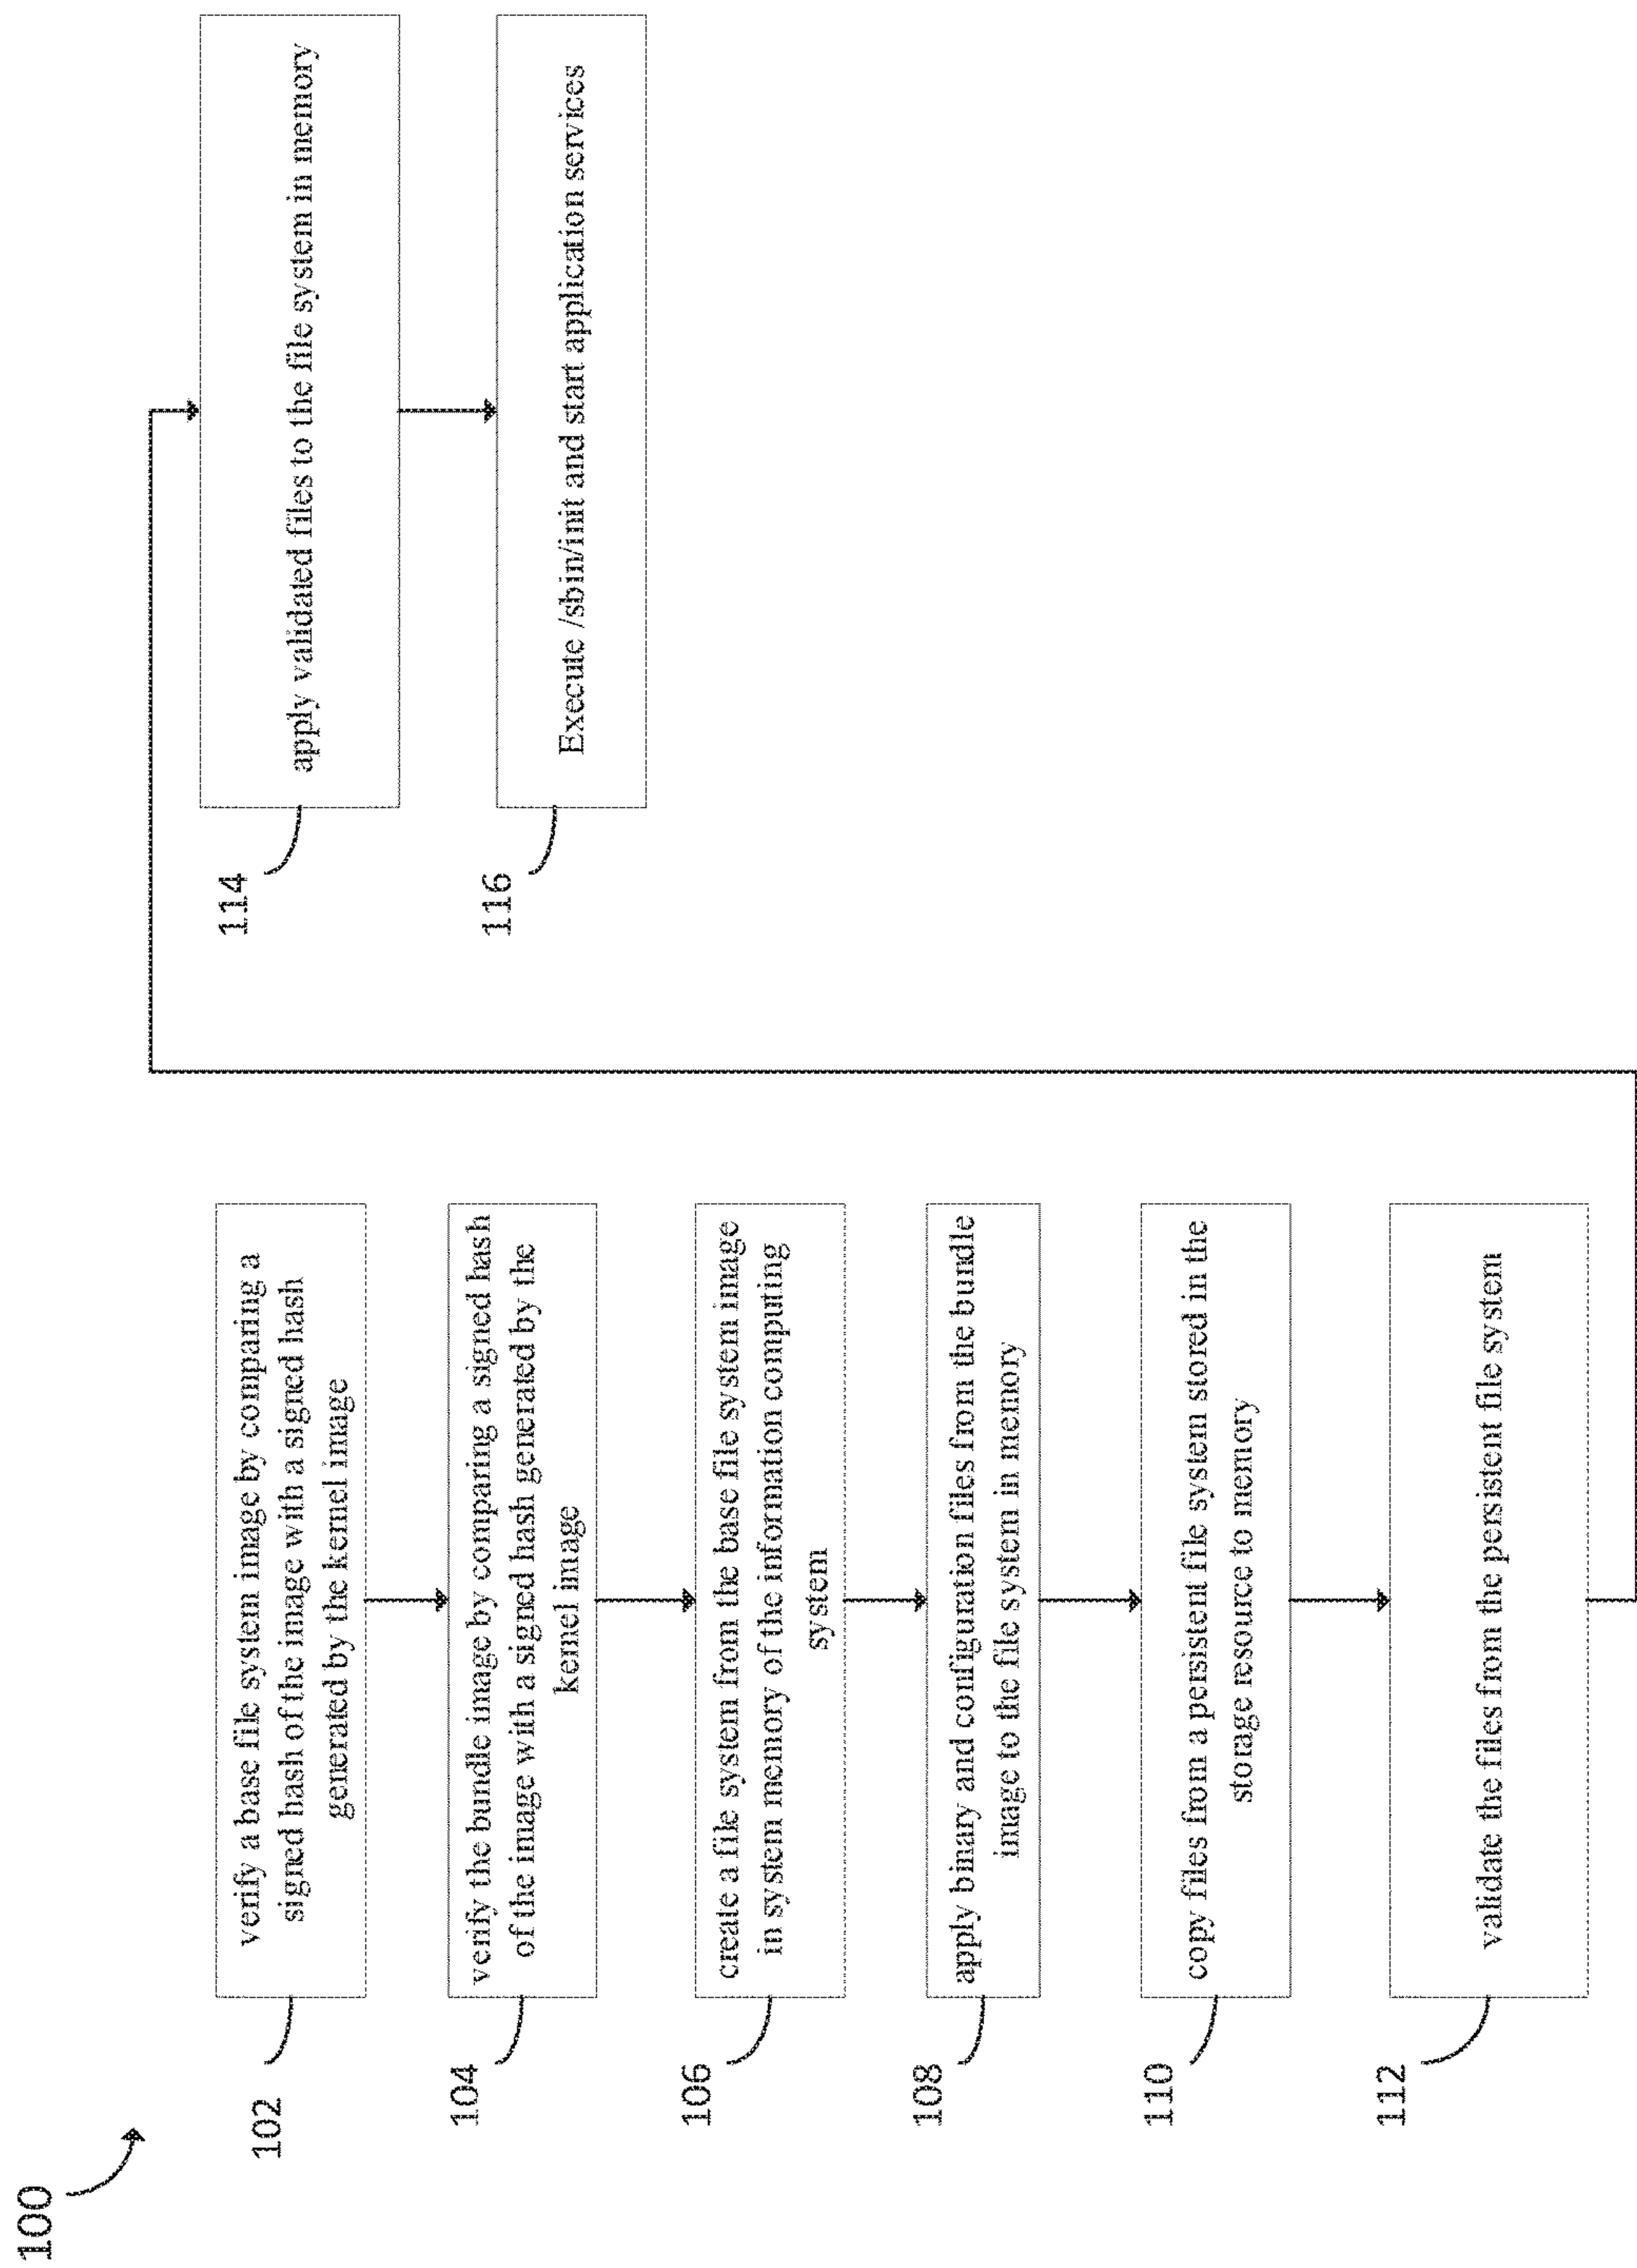 100
102
verify a base file system image by comparing a
signed hash of the image with a signed hash
generated by the kernel image
104
verify the bundle image by comparing a signed hash
of the image with a signed hash generated by the
kernel image
106
create a file system from the base file system image
in system memory of the information computing
system
108
apply binary and configuration files from the bundle
image to the file system in memory
110
copy files from a persistent file system stored in the
storage resource to memory
112
validate the files from the persistent file system
114
apply validated files to the file system in memory
116
Execute /sbin/init and start application services